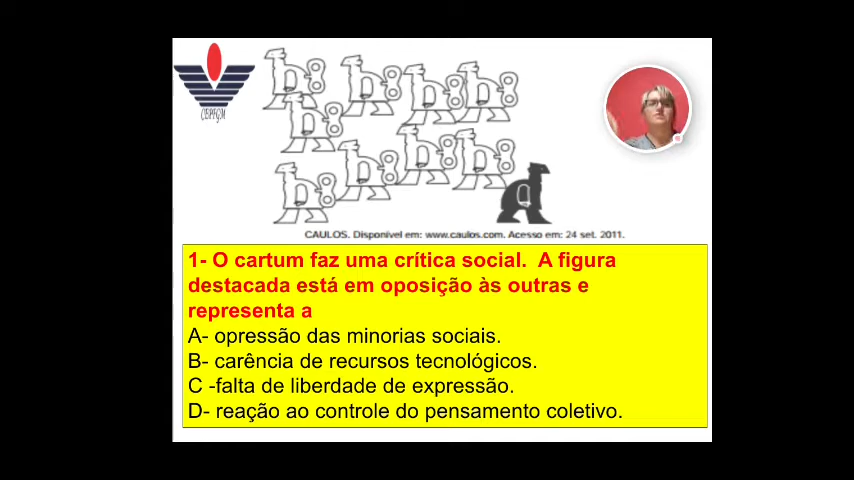 CEPFGM
CAULOS. Disponível em: www.caulos.com. Acesso em: 24 set. 2011.
1- O cartum faz uma crítica social.  A figura
destacada está em oposição às outras e
representa a
A- opressão das minorias sociais.
B- carência de recursos tecnológicos.
C -falta de liberdade de expressão.
D- reação ao controle do pensamento coletivo.